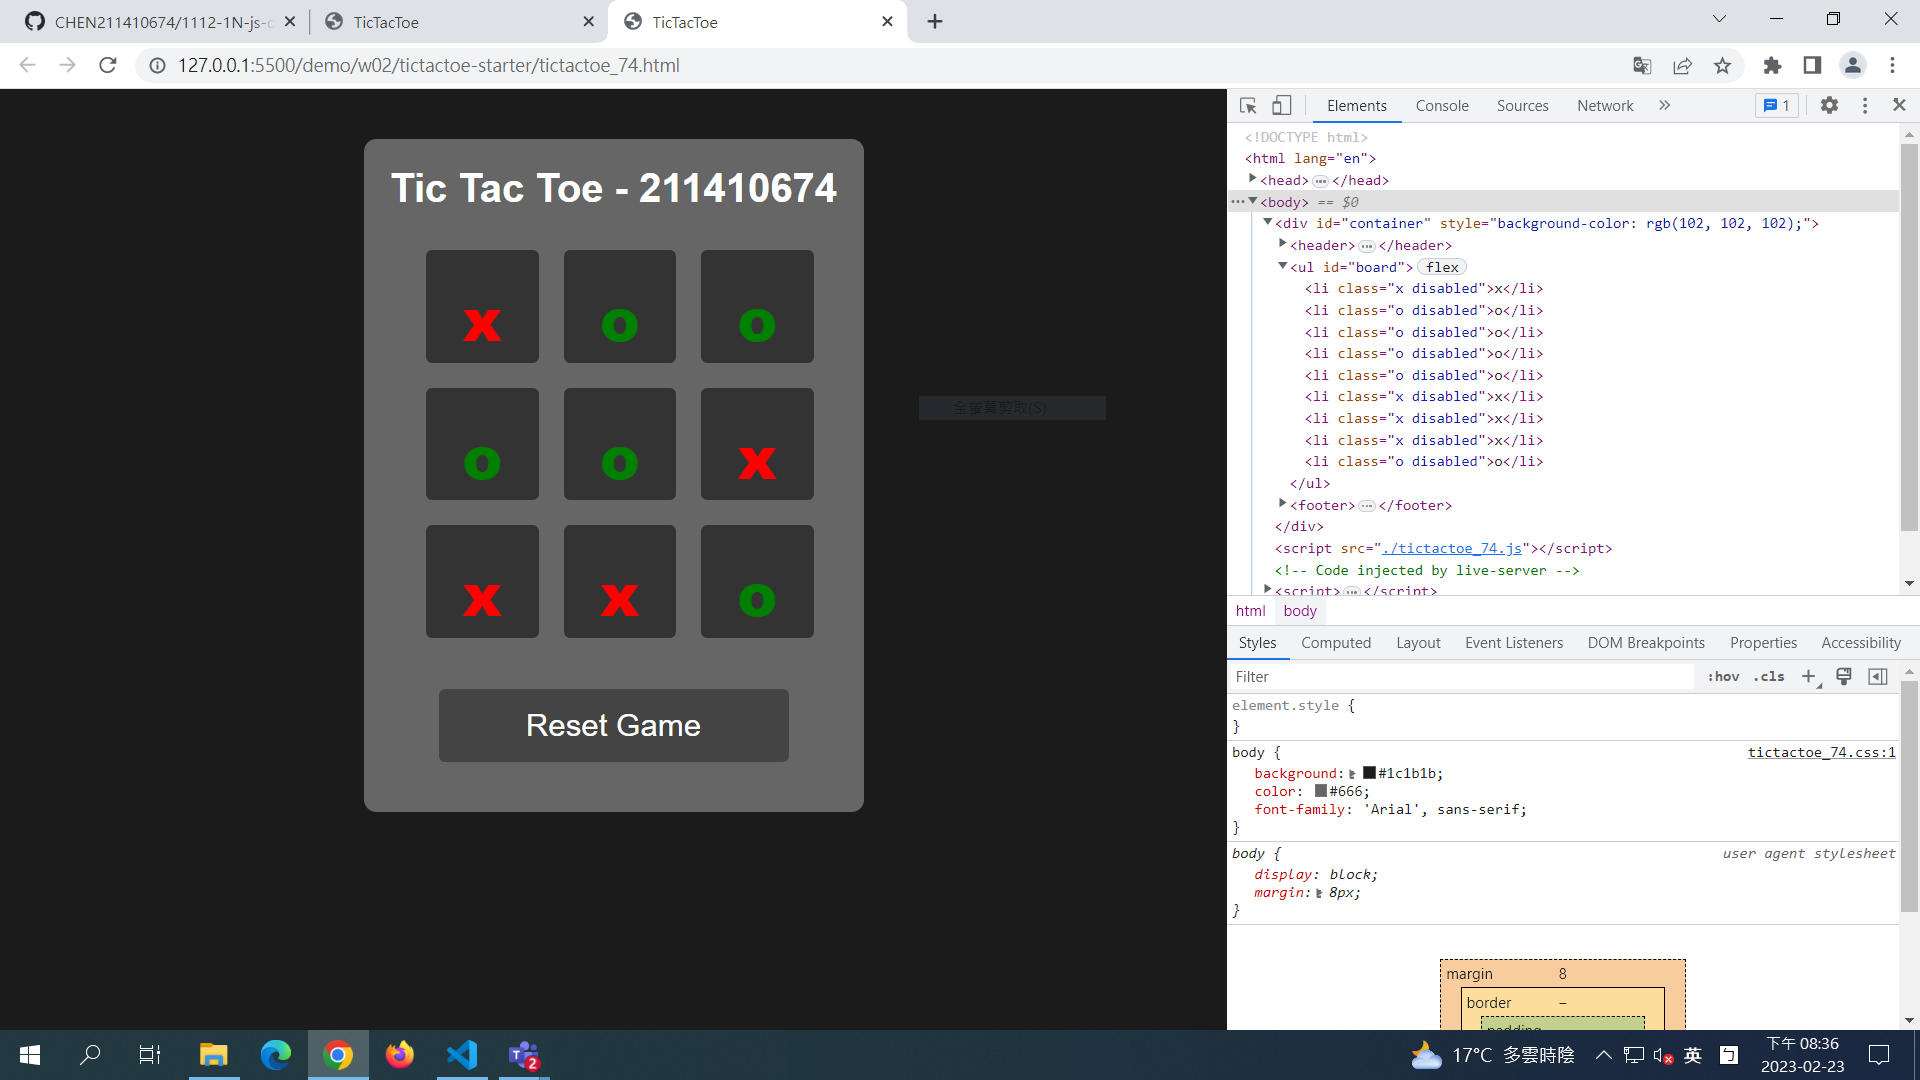 CHEN211410674/1112-1N-js-c
TicTacToe
TicTacToe
127.0.0.1:5500/demo/w02/tictactoe-starter/tictactoe_74.html
Tic Tac Toe - 211410674
x o o
o o x
x x o
Reset Game
全螢幕剪取(S)
Elements Console Sources Network 1
<!DOCTYPE html>
<html lang="en">
<head> … </head>
<body> == $0
<div id="container" style="background-color: rgb(102, 102, 102);">
<header> … </header>
<ul id="board"> flex
<li class="x disabled">x</li>
<li class="o disabled">o</li>
<li class="o disabled">o</li>
<li class="o disabled">o</li>
<li class="o disabled">o</li>
<li class="x disabled">x</li>
<li class="x disabled">x</li>
<li class="x disabled">x</li>
<li class="o disabled">o</li>
</ul>
<footer> … </footer>
</div>
<script src="./tictactoe_74.js"></script>
<!-- Code injected by live-server -->
<script> … </script>
html body
Styles Computed Layout Event Listeners DOM Breakpoints Properties Accessibility
Filter :hov .cls
element.style {
}
body { tictactoe_74.css:1
background: #1c1b1b;
color: #666;
font-family: 'Arial', sans-serif;
}
body { user agent stylesheet
display: block;
margin: 8px;
}
margin 8
border –
padding
2
17°C 多雲時陰 英 ㄅ
下午 08:36
2023-02-23